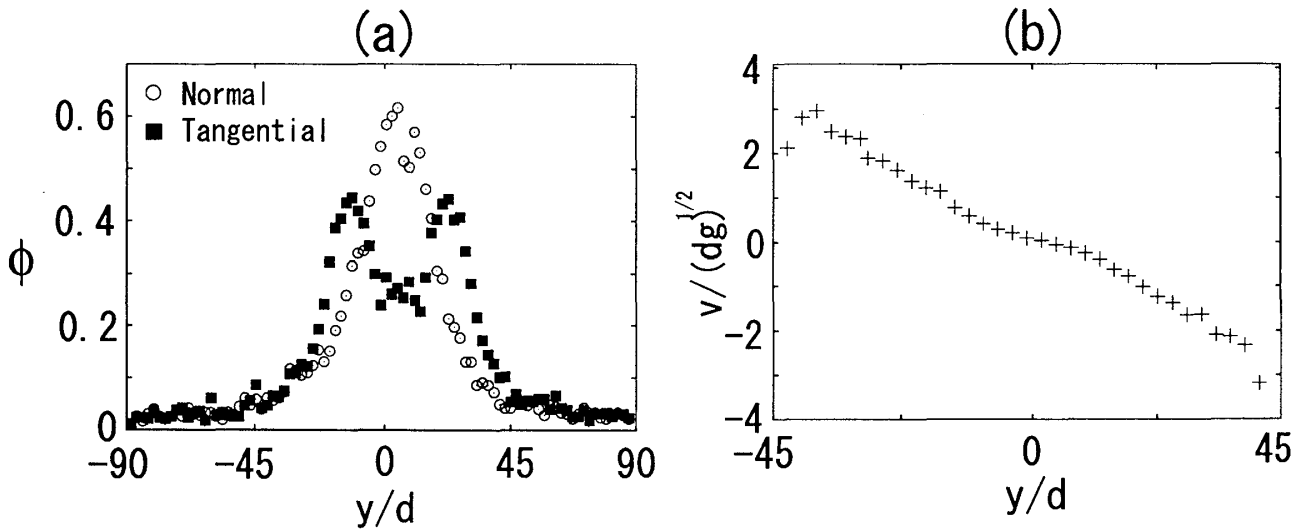 (a)
0.6
0.4
0.2
0
ϕ
○ Normal
■ Tangential
-90
-45
0
45
90
y/d
(b)
4
2
0
-2
-4
v/(dg)^1/2
-45
0
45
y/d